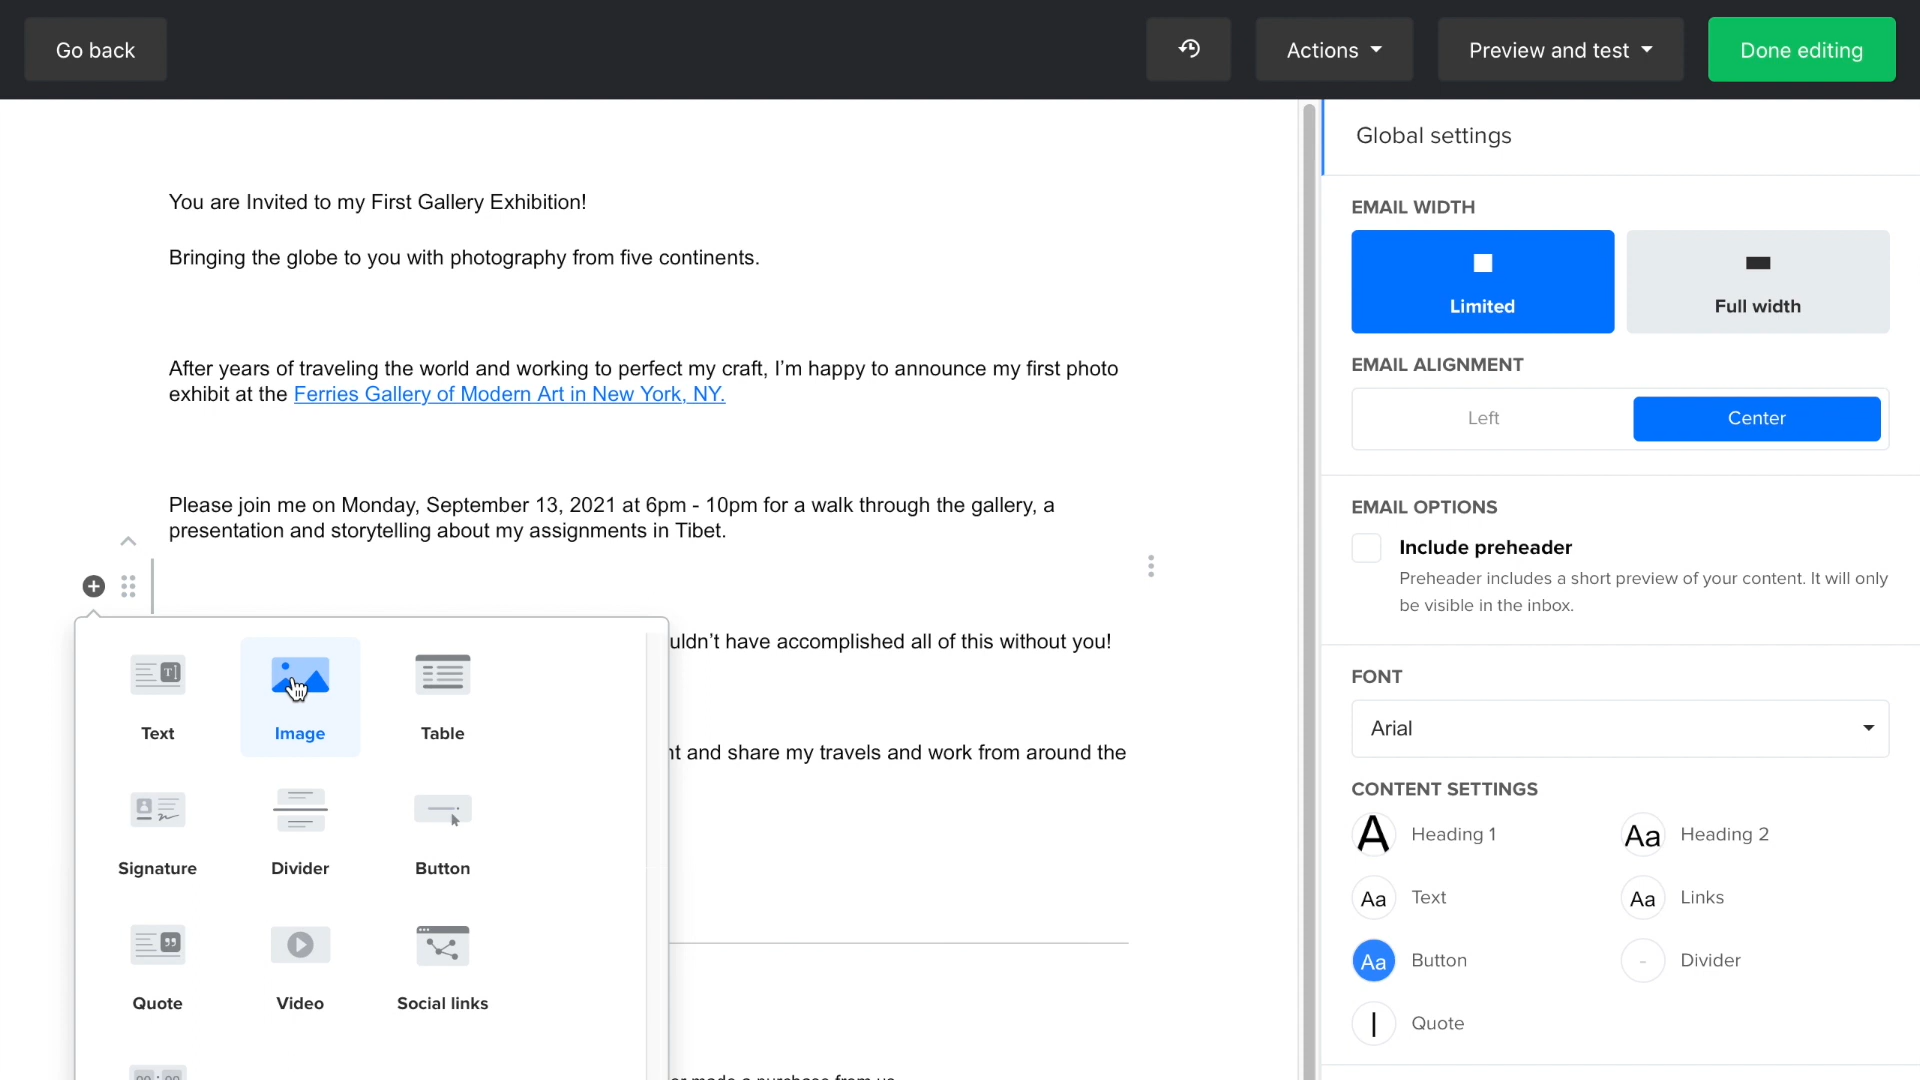 Go back
Actions
Preview and test
Done editing
You are Invited to my First Gallery Exhibition!
Bringing the globe to you with photography from five continents.
After years of traveling the world and working to perfect my craft, I’m happy to announce my first photo
exhibit at the Ferries Gallery of Modern Art in New York, NY.
Please join me on Monday, September 13, 2021 at 6pm - 10pm for a walk through the gallery, a
presentation and storytelling about my assignments in Tibet.
have accomplished all of this without you!
and share my travels and work from around the
made a purchase from us
Text
Image
Table
Signature
Divider
Button
Quote
Video
Social links
Global settings
EMAIL WIDTH
Limited
Full width
EMAIL ALIGNMENT
Left
Center
EMAIL OPTIONS
Include preheader
Preheader includes a short preview of your content. It will only
be visible in the inbox.
FONT
Arial
CONTENT SETTINGS
A Heading 1
Aa Heading 2
Aa Text
Aa Links
Aa Button
- Divider
Quote